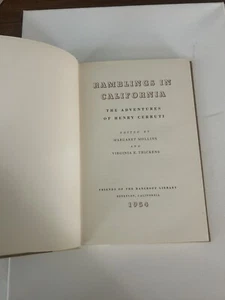 RAMBLINGS IN
CALIFORNIA
THE ADVENTURES
OF HENRY CERRUTI
EDITED BY
MARGARET MOLLINS
AND
VIRGINIA E. THICKENS
FRIENDS OF THE BANCROFT LIBRARY
BERKELEY, CALIFORNIA
1954